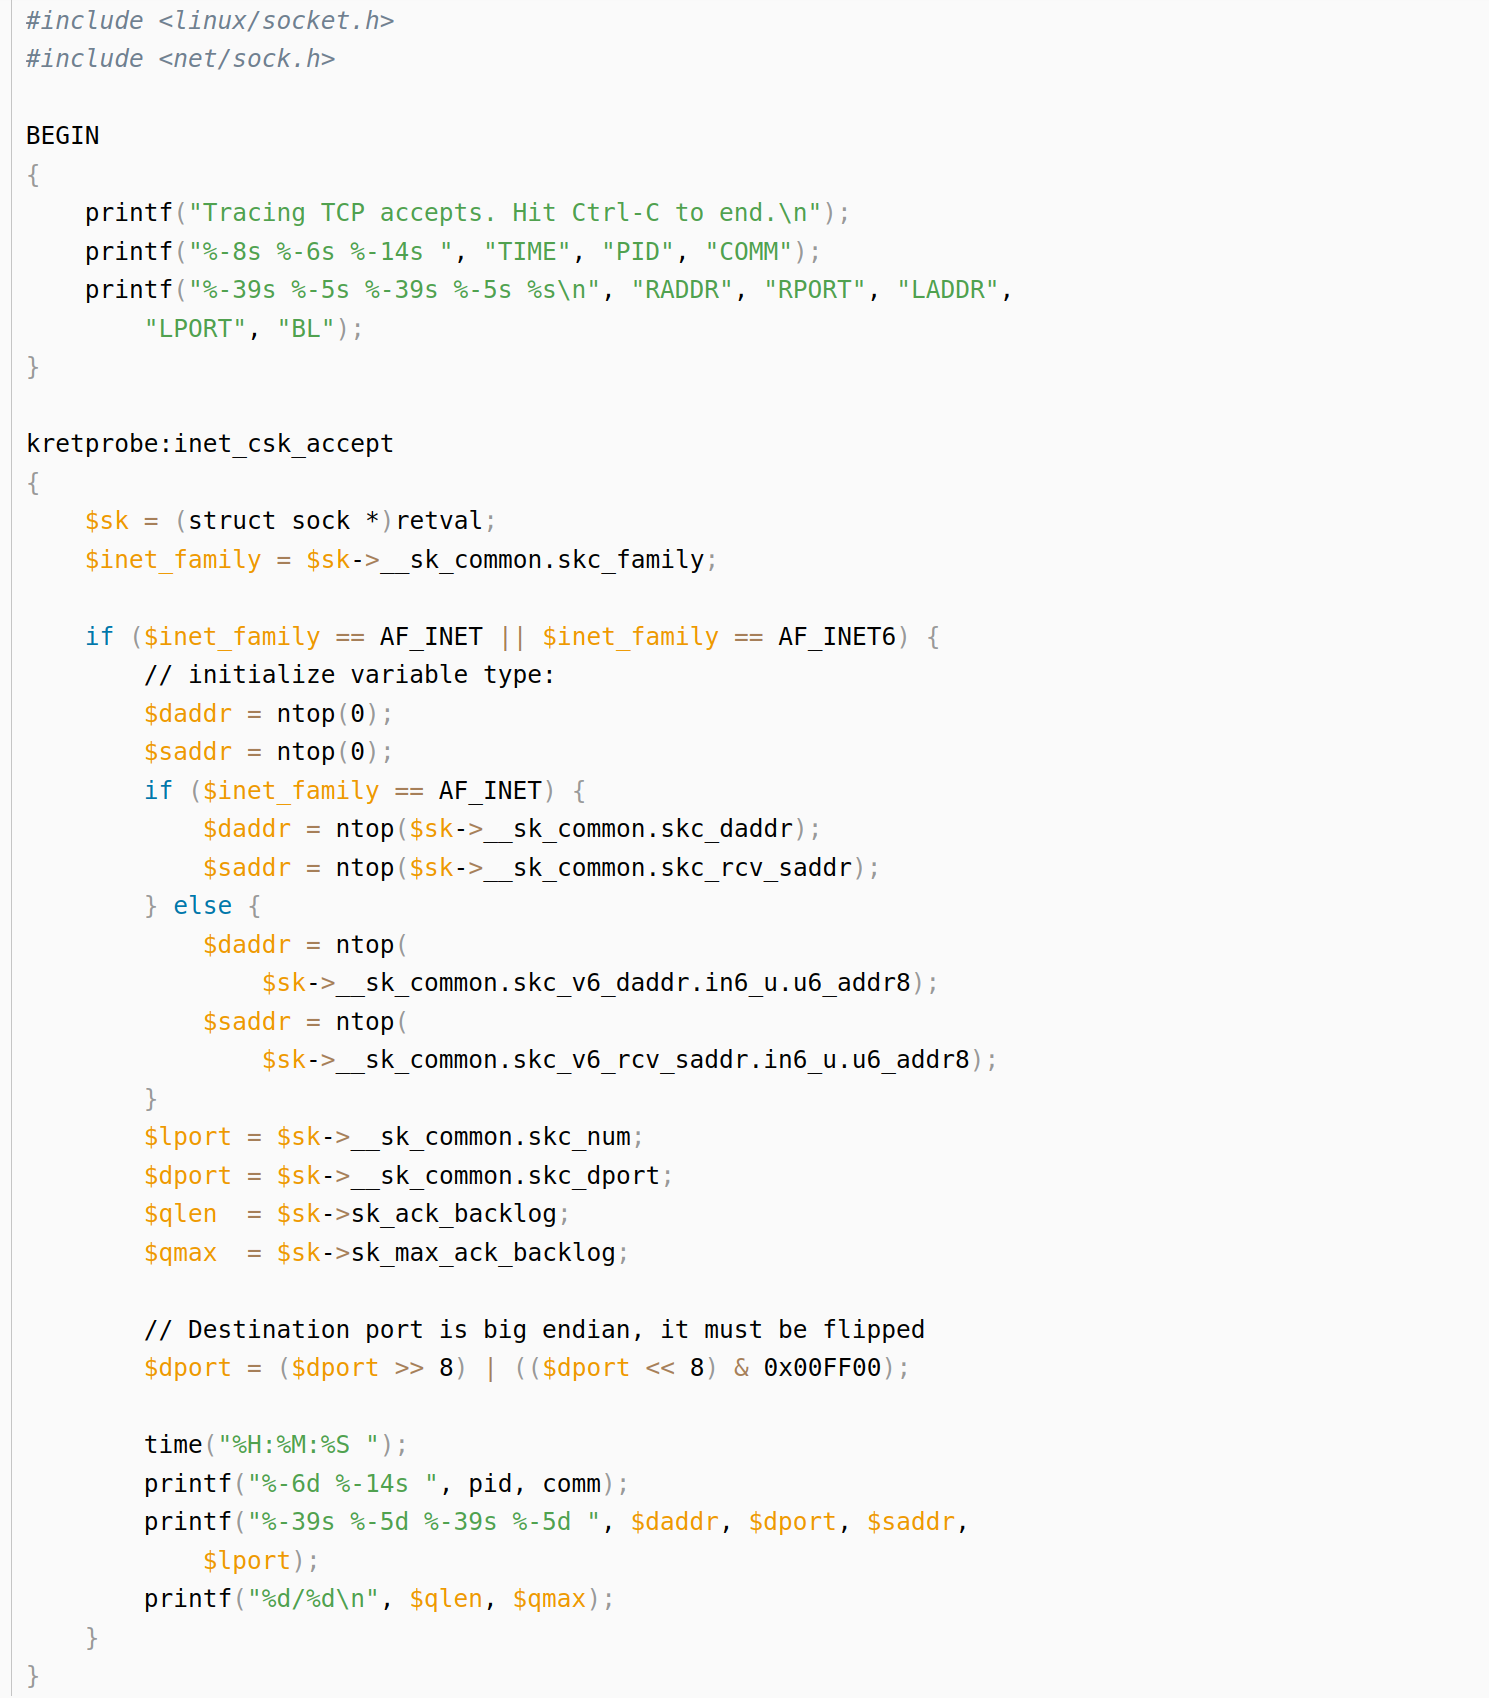 #include <linux/socket.h>
#include <net/sock.h>

BEGIN
{
    printf("Tracing TCP accepts. Hit Ctrl-C to end.\n");
    printf("%-8s %-6s %-14s ", "TIME", "PID", "COMM");
    printf("%-39s %-5s %-39s %-5s %s\n", "RADDR", "RPORT", "LADDR",
        "LPORT", "BL");
}

kretprobe:inet_csk_accept
{
    $sk = (struct sock *)retval;
    $inet_family = $sk->__sk_common.skc_family;

    if ($inet_family == AF_INET || $inet_family == AF_INET6) {
        // initialize variable type:
        $daddr = ntop(0);
        $saddr = ntop(0);
        if ($inet_family == AF_INET) {
            $daddr = ntop($sk->__sk_common.skc_daddr);
            $saddr = ntop($sk->__sk_common.skc_rcv_saddr);
        } else {
            $daddr = ntop(
                $sk->__sk_common.skc_v6_daddr.in6_u.u6_addr8);
            $saddr = ntop(
                $sk->__sk_common.skc_v6_rcv_saddr.in6_u.u6_addr8);
        }
        $lport = $sk->__sk_common.skc_num;
        $dport = $sk->__sk_common.skc_dport;
        $qlen  = $sk->sk_ack_backlog;
        $qmax  = $sk->sk_max_ack_backlog;

        // Destination port is big endian, it must be flipped
        $dport = ($dport >> 8) | (($dport << 8) & 0x00FF00);

        time("%H:%M:%S ");
        printf("%-6d %-14s ", pid, comm);
        printf("%-39s %-5d %-39s %-5d ", $daddr, $dport, $saddr,
            $lport);
        printf("%d/%d\n", $qlen, $qmax);
    }
}